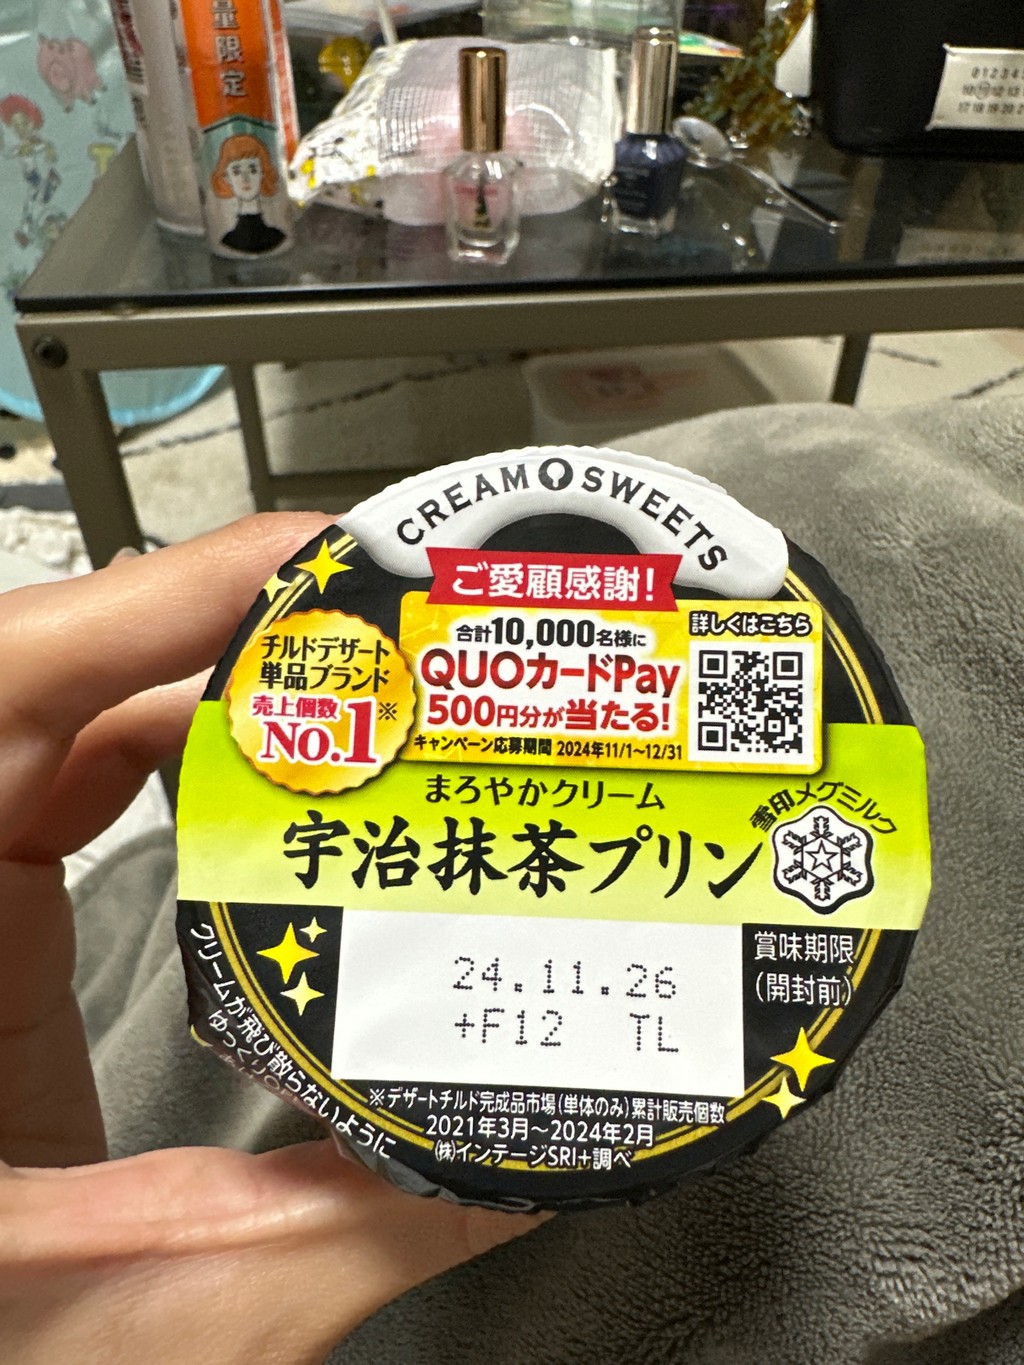 量限定
CREAM SWEETS
ご愛顧感謝!
合計10,000名様に
QUOカードPay
500円分が当たる!
キャンペーン応募期間 2024年11/1~12/31
詳しくはこちら
チルドデザート
単品ブランド
売上個数
No.1※
まろやかクリーム
宇治抹茶プリン
雪印メグミルク
賞味期限
(開封前)
24.11.26
+F12 TL
クリームが飛び散らないように
※デザートチルド完成品市場(単体のみ)累計販売個数
2021年3月~2024年2月
(株)インテージSRI+調べ